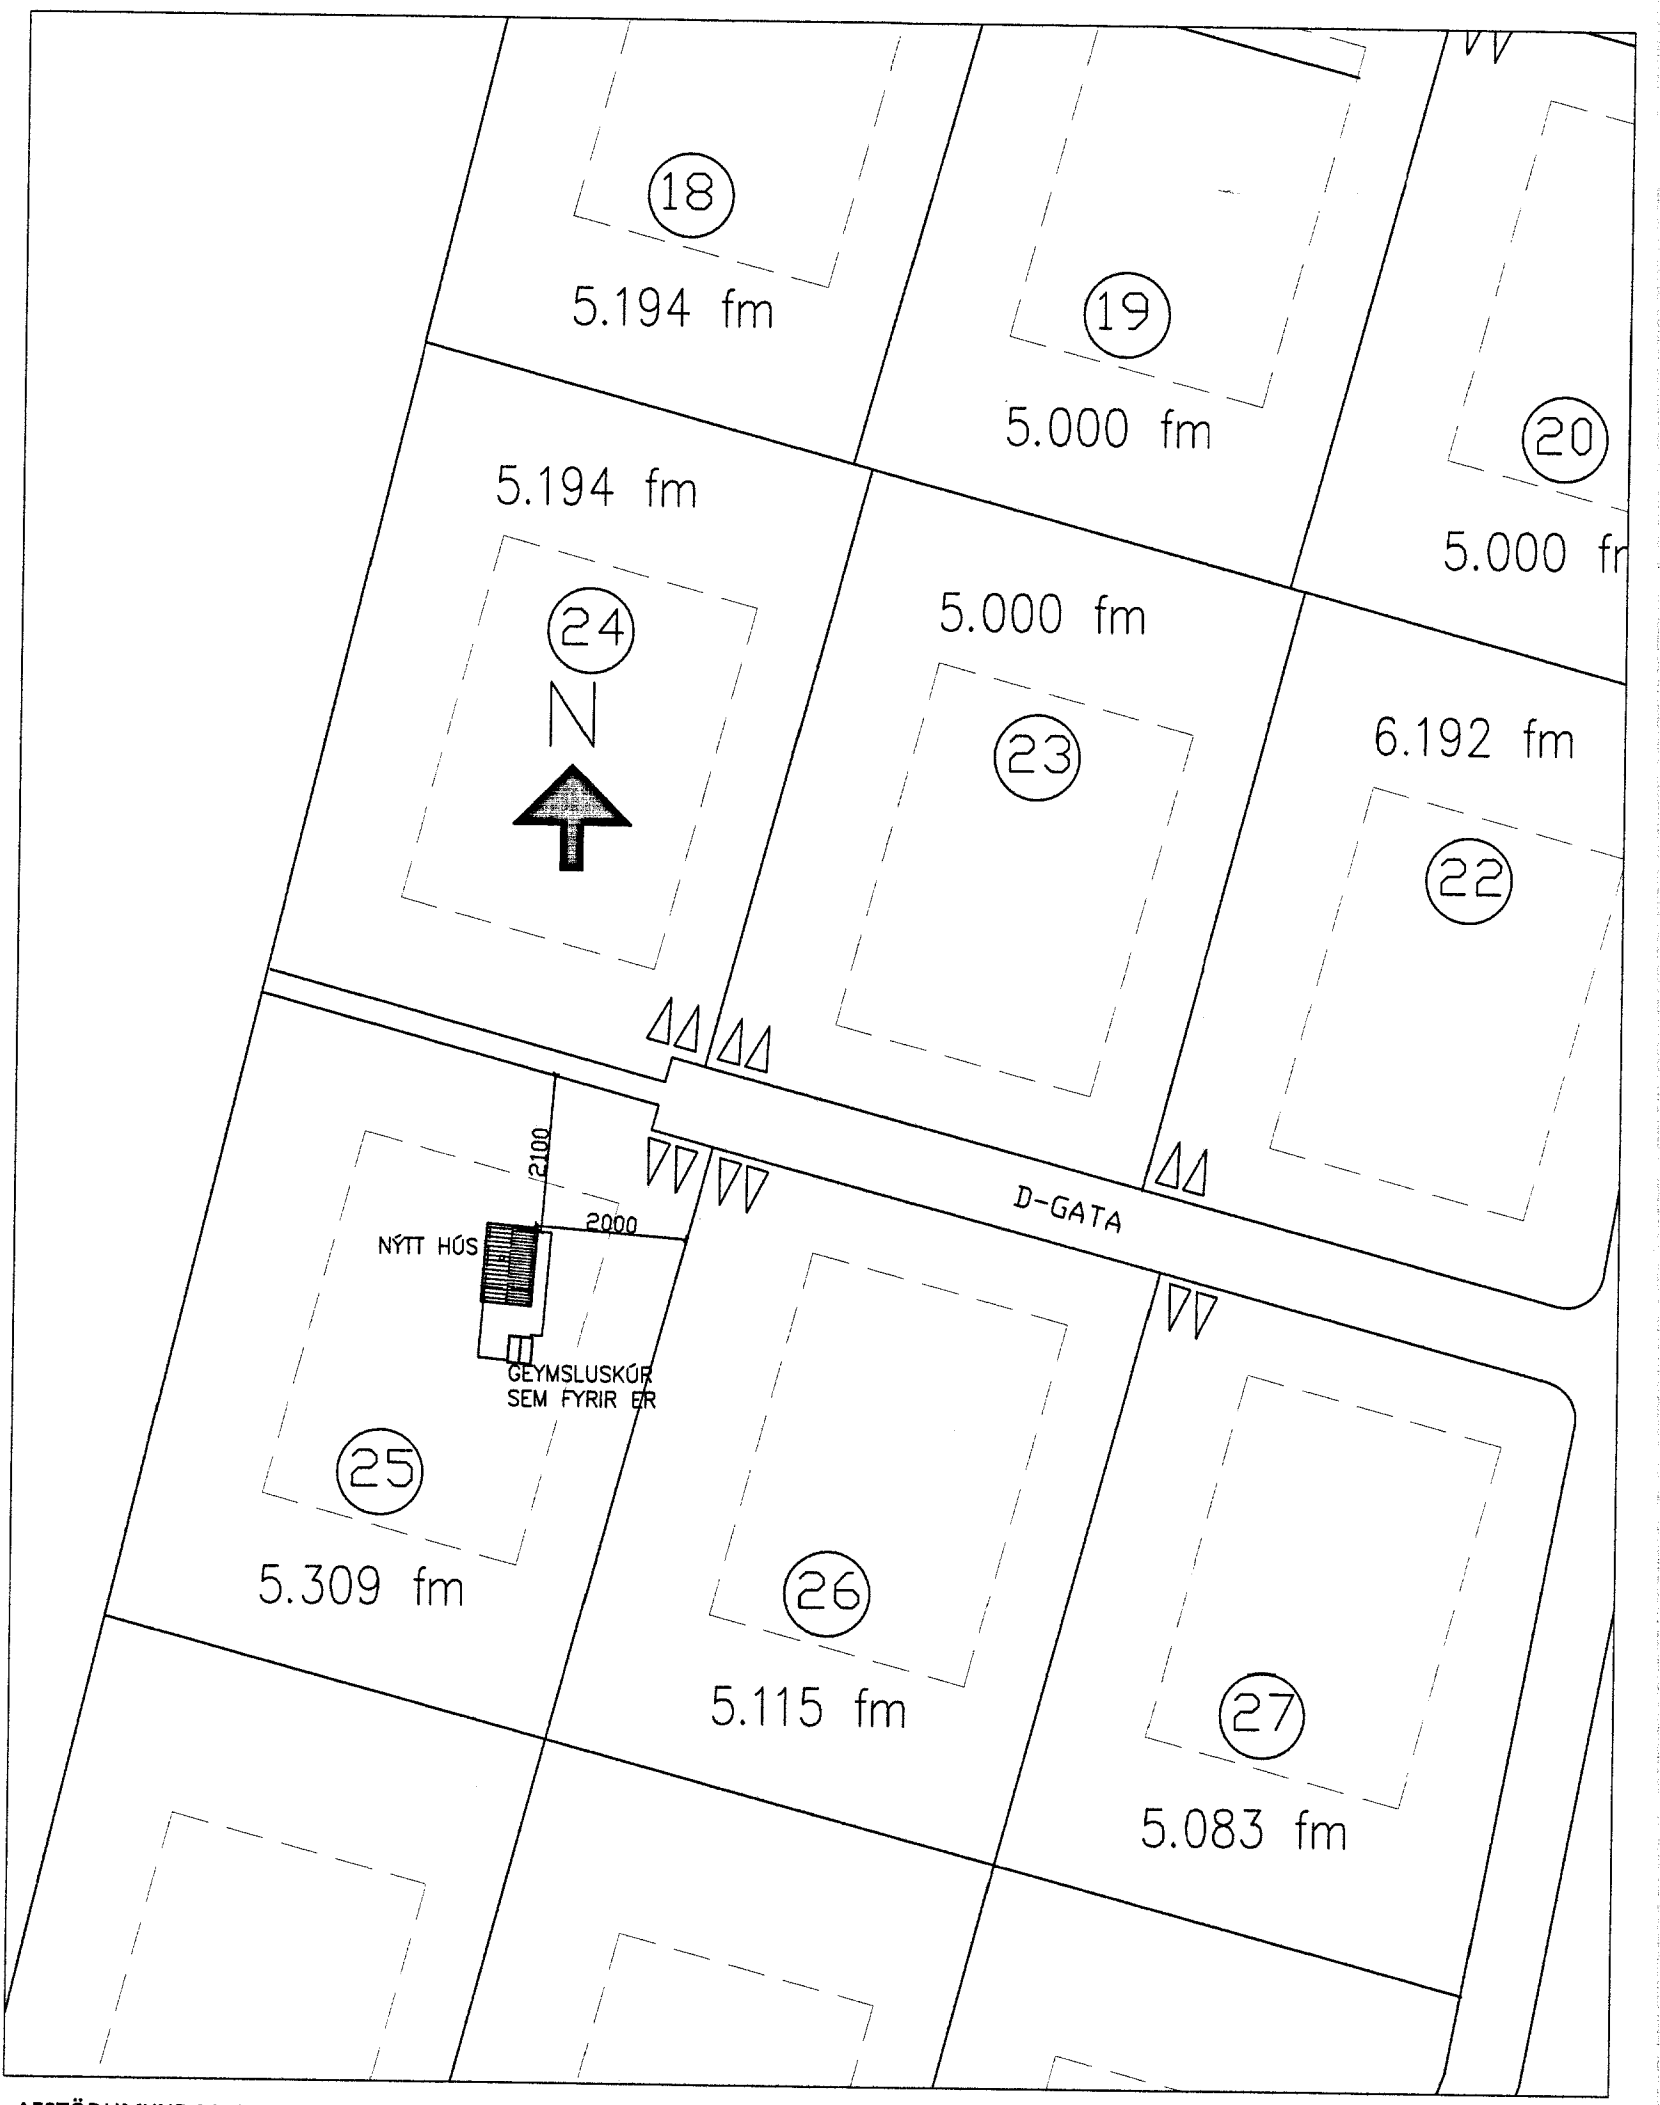 18
5.194 fm
19
5.000 fm
20
5.000 fr
5.194 fm
24
N
5.000 fm
23
6.192 fm
22
2100
2000
D-GATA
NÝTT HÚS
GEYMSLUSKÚR
SEM FYRIR ER
25
5.309 fm
26
5.115 fm
27
5.083 fm